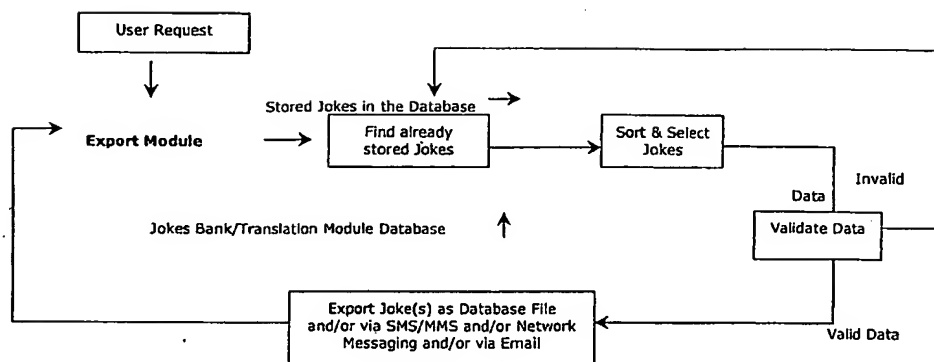 User Request
Stored Jokes in the Database
Export Module
Find already
stored Jokes
Sort & Select
Jokes
Invalid
Data
Jokes Bank/Translation Module Database
Validate Data
Export Joke(s) as Database File
and/or via SMS/MMS and/or Network
Messaging and/or via Email
Valid Data